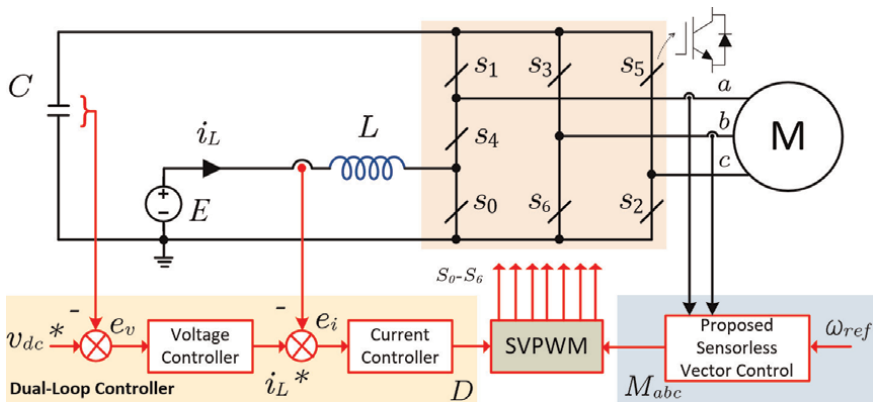 C
i_L
L
E
+
-
s_1
s_3
s_5
s_4
s_0
s_6
s_2
a
b
c
M
S_0-S_6
v_dc *
-
e_v
Voltage
Controller
i_L *
-
e_i
Current
Controller
D
Dual-Loop Controller
SVPWM
M_abc
Proposed
Sensorless
Vector Control
ω_ref